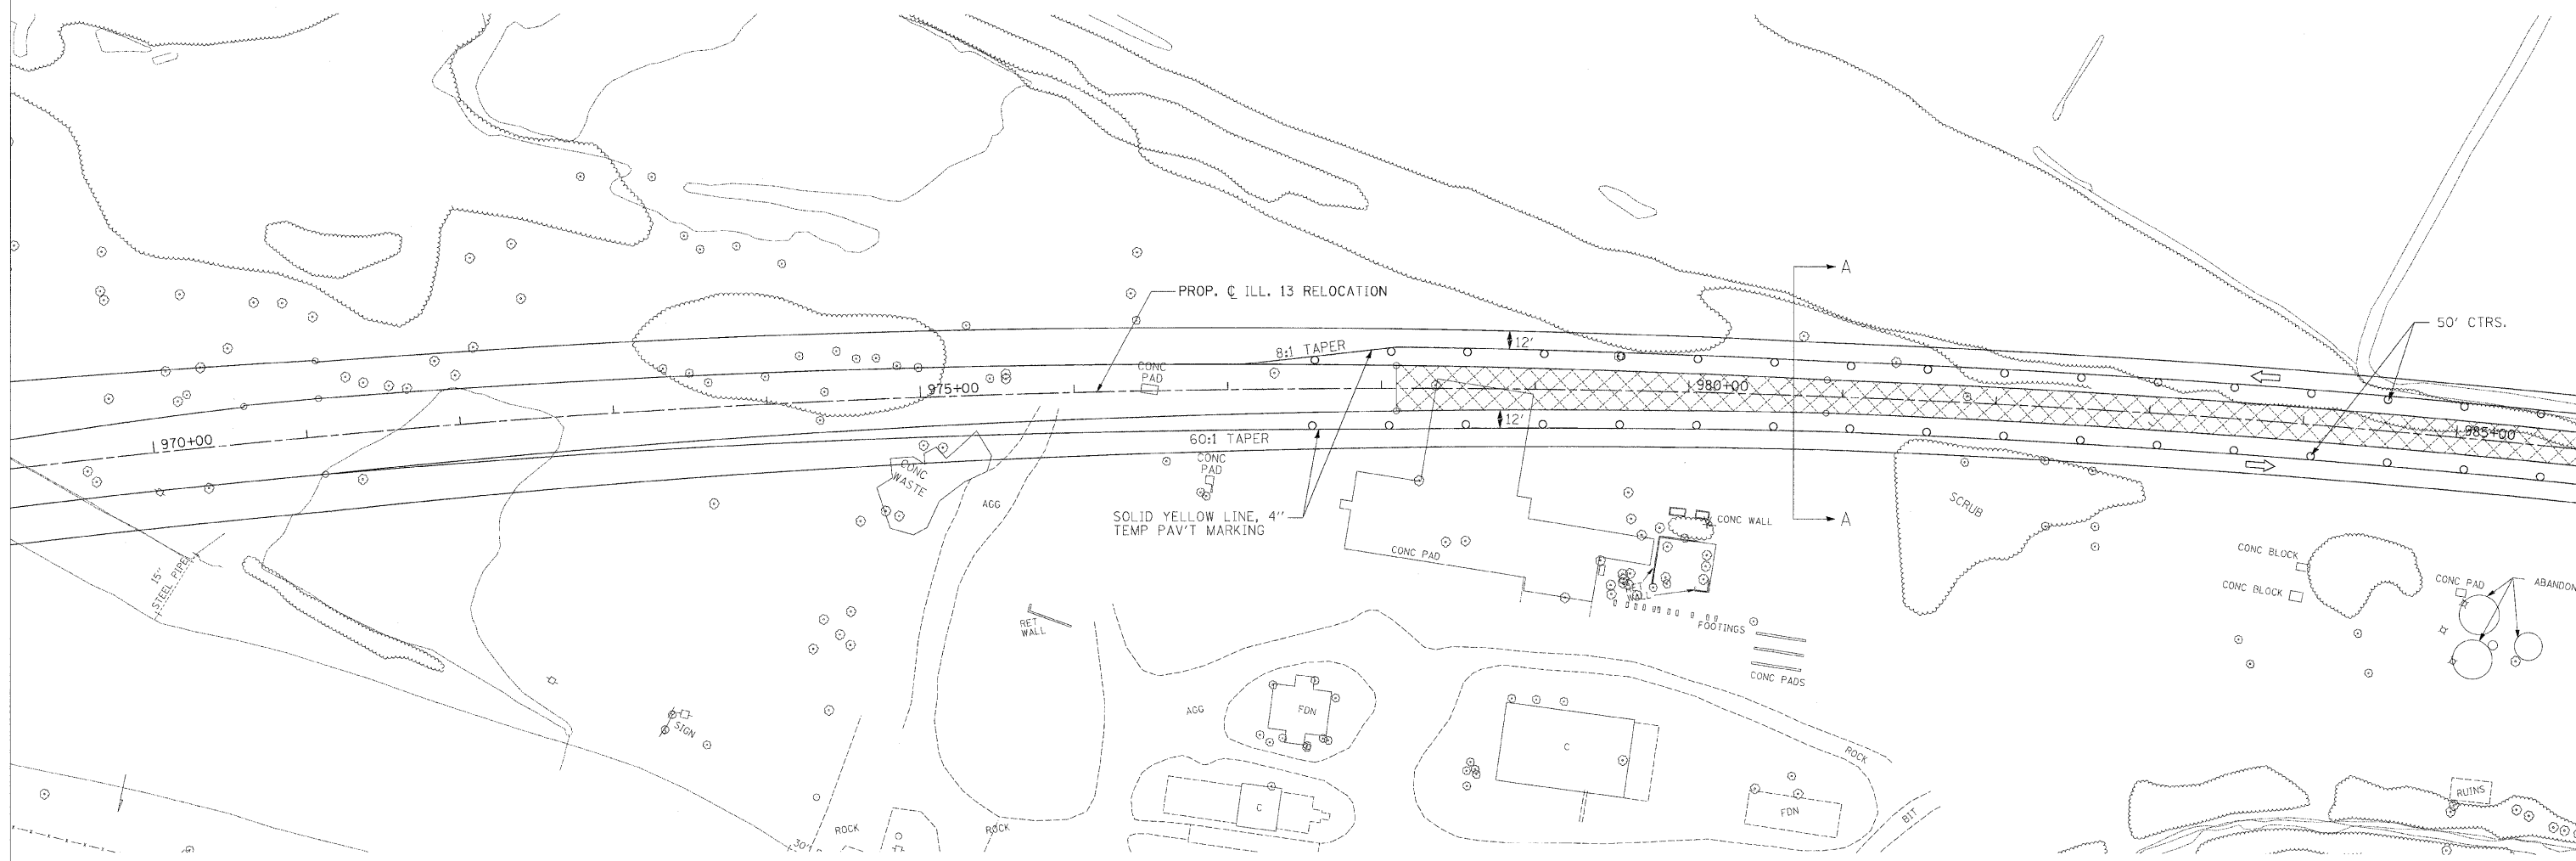 PROP. ℄ ILL. 13 RELOCATION
A
50' CTRS.
12'
8:1 TAPER
CONC
PAD
975+00
980+00
970+00
12'
60:1 TAPER
985+00
CONC
WASTE
CONC
PAD
AGG
SOLID YELLOW LINE, 4"
TEMP PAV'T MARKING
CONC WALL
A
SCRUB
CONC PAD
15"
STEEL PIPE
RET
WALL
CONC BLOCK
CONC BLOCK
CONC PAD
ABANDON
RET
WALL
FOOTINGS
CONC PADS
AGG
FDN
SIGN
C
ROCK
C
FDN
BIT
RUINS
ROCK
ROCK
30"